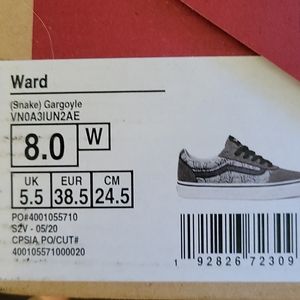 Ward
(Snake) Gargoyle
VN0A3IUN2AE
8.0 W
UK EUR CM
5.5 38.5 24.5
PO#4001055710
SZV - 05/20
CPSIA,PO/CUT#
400105571000020
1 92826 72309